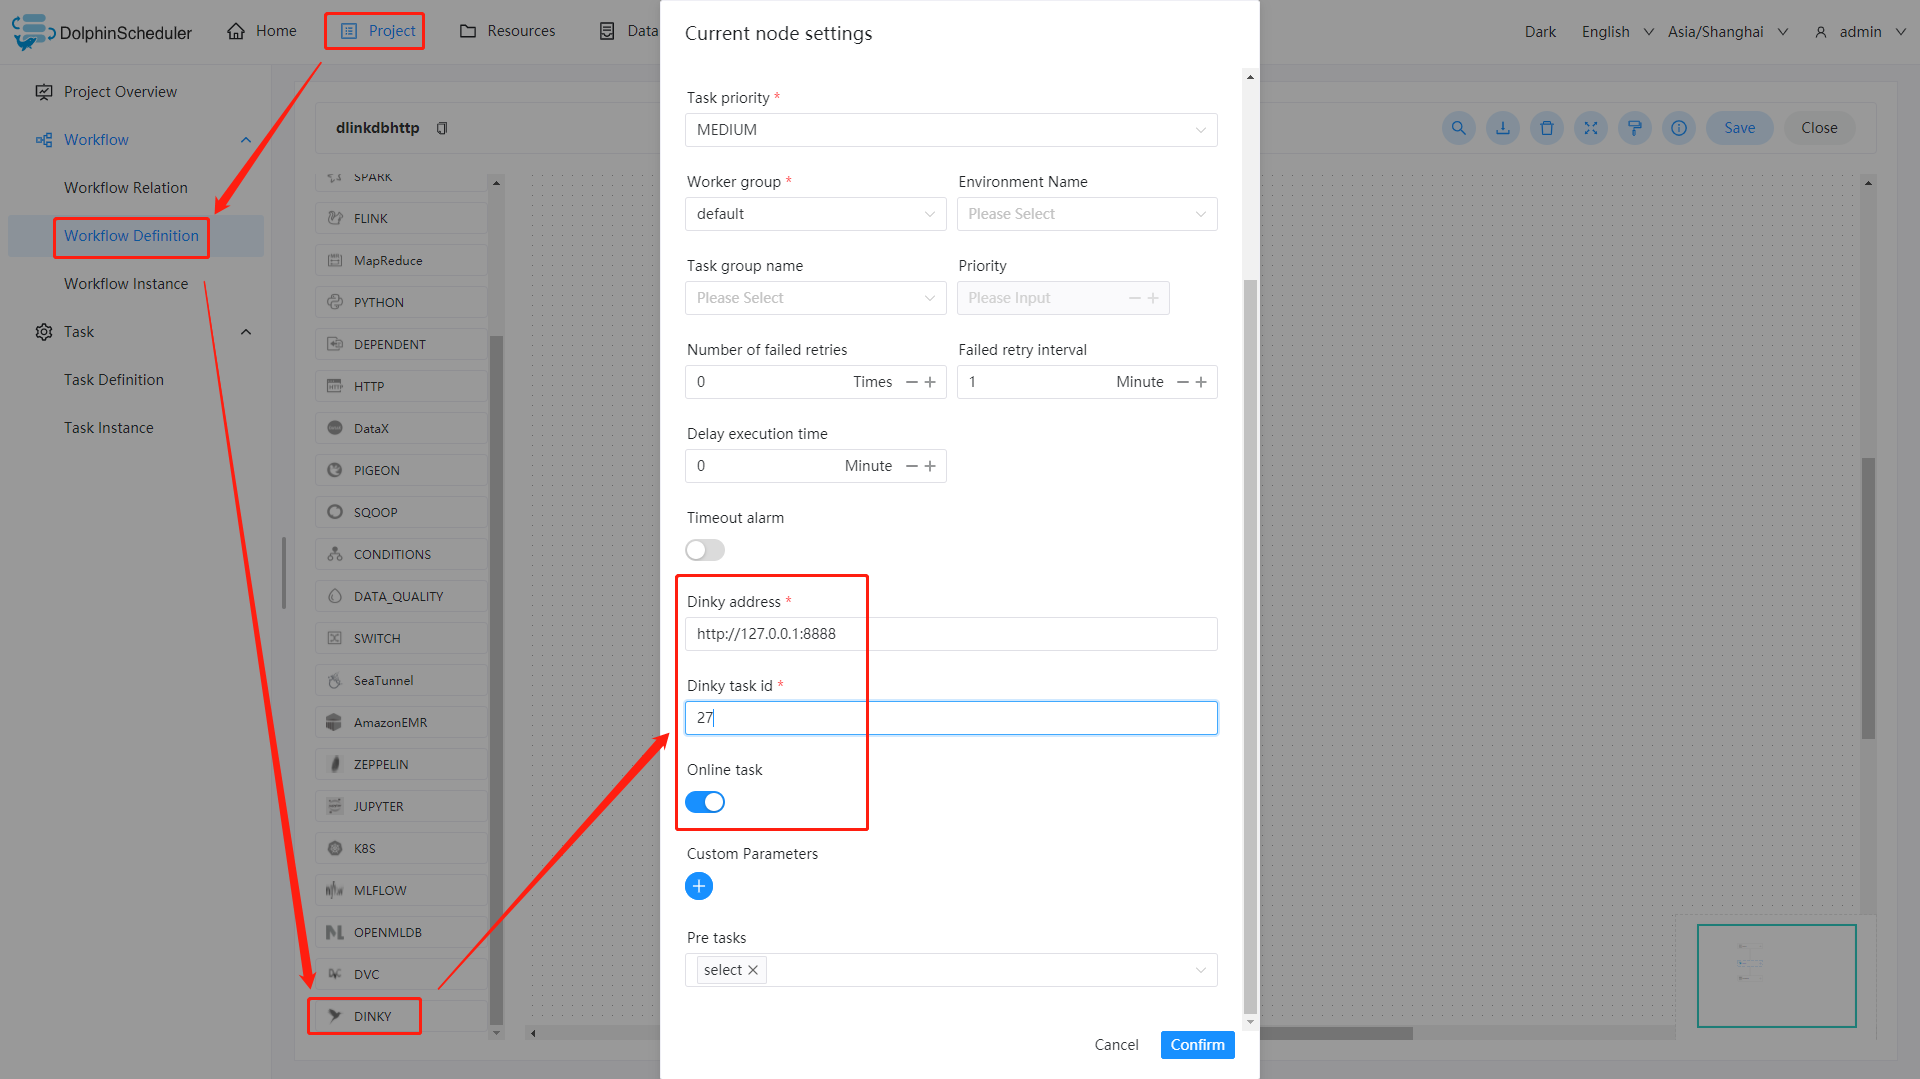 DolphinScheduler
Home
Project
Resources
Data
Dark
English
Asia/Shanghai
admin
Project Overview
Workflow
Workflow Relation
Workflow Definition
Workflow Instance
Task
Task Definition
Task Instance
dlinkdbhttp
Save
Close
SPARK
FLINK
MapReduce
PYTHON
DEPENDENT
HTTP
DataX
PIGEON
SQOOP
CONDITIONS
DATA_QUALITY
SWITCH
SeaTunnel
AmazonEMR
ZEPPELIN
JUPYTER
K8S
MLFLOW
OPENMLDB
DVC
DINKY
Current node settings
Task priority *
MEDIUM
Worker group * Environment Name
default Please Select
Task group name Priority
Please Select Please Input
Number of failed retries Failed retry interval
0 Times 1 Minute
Delay execution time
0 Minute
Timeout alarm
Dinky address *
http://127.0.0.1:8888
Dinky task id *
27
Online task
Custom Parameters
Pre tasks
select
Cancel Confirm